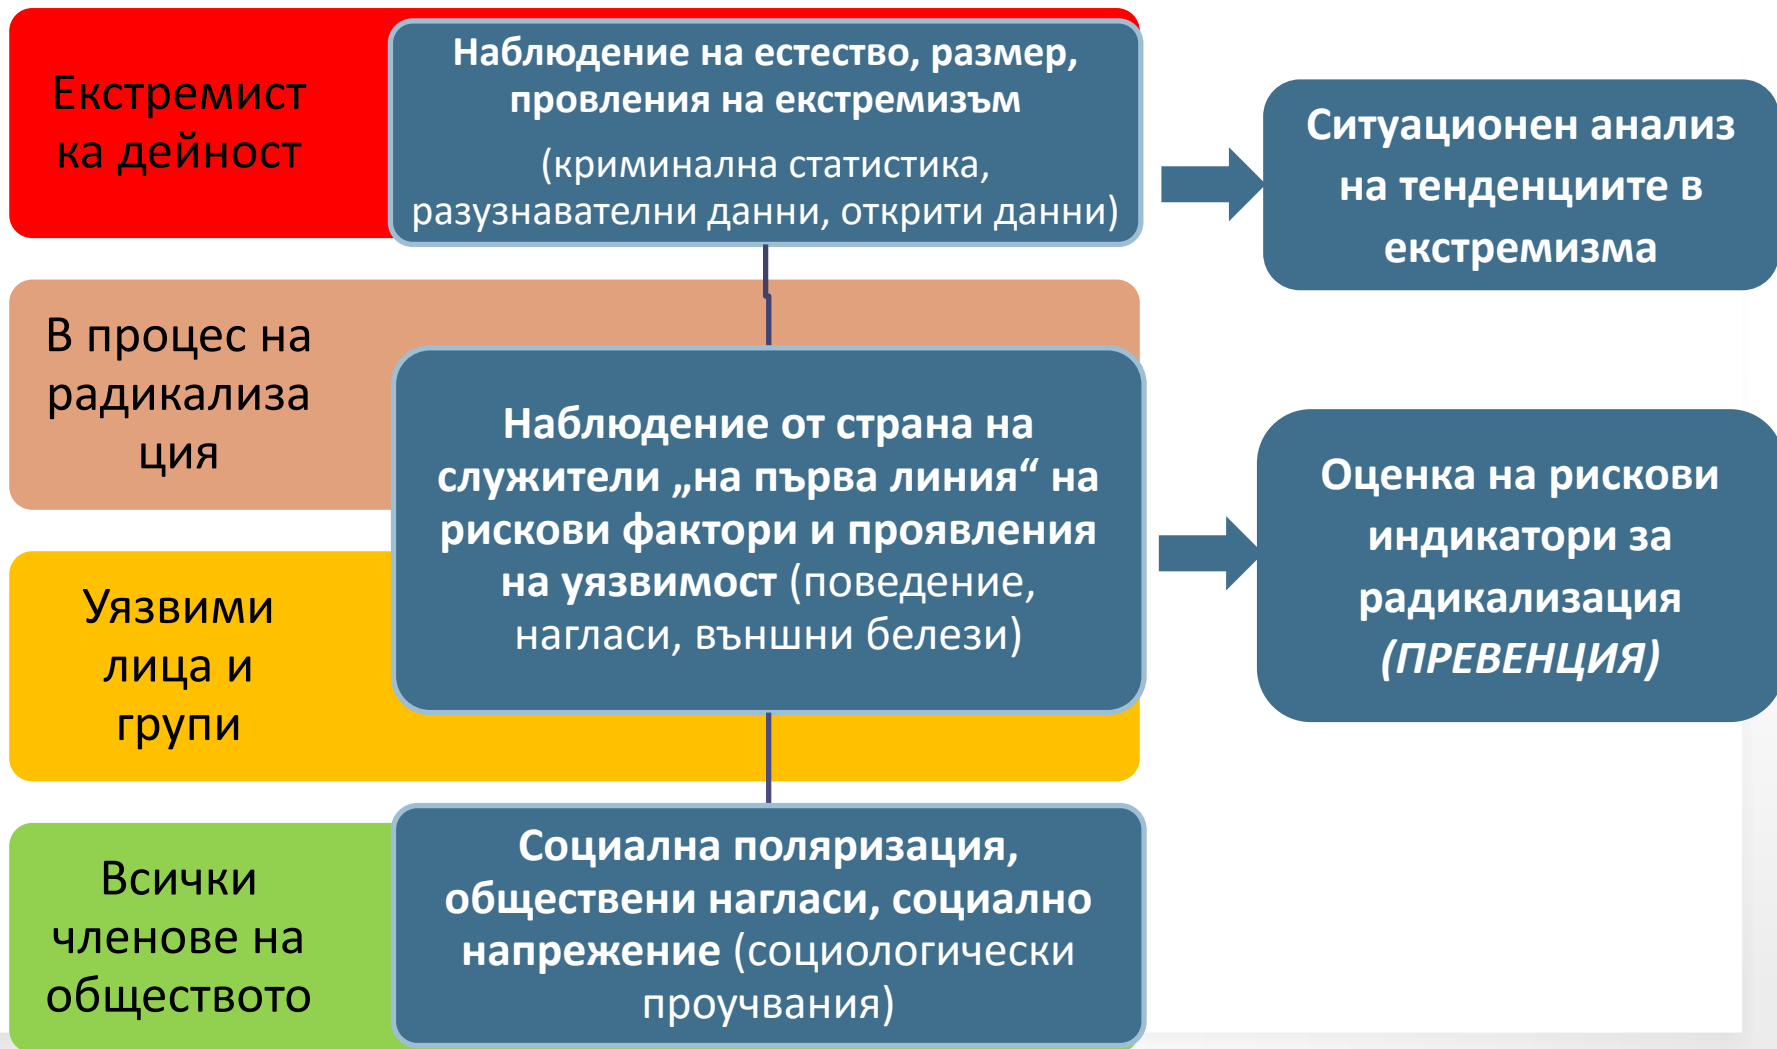 Екстремист
ка дейност
Наблюдение на естество, размер,
провления на екстремизъм
(криминална статистика,
разузнавателни данни, открити данни)
Ситуационен анализ
на тенденциите в
екстремизма
В процес на
радикализа
ция
Наблюдение от страна на
служители „на първа линия“ на
рискови фактори и проявления
на уязвимост (поведение,
нагласи, външни белези)
Оценка на рискови
индикатори за
радикализация
(ПРЕВЕНЦИЯ)
Уязвими
лица и
групи
Всички
членове на
обществото
Социална поляризация,
обществени нагласи, социално
напрежение (социологически
проучвания)